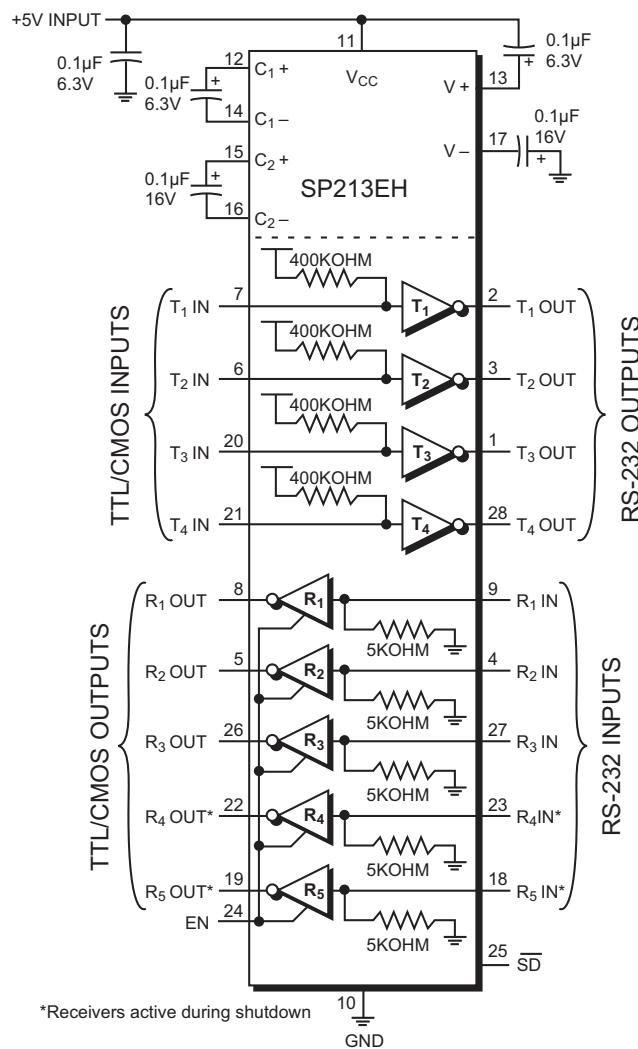 +5V INPUT
11
VCC
0.1µF
6.3V
12
C1 +
0.1µF
6.3V
14
C1 –
15
C2 +
0.1µF
16V
16
C2 –
0.1µF
6.3V
13
V +
0.1µF
16V
17
V –
SP213EH
TTL/CMOS INPUTS
RS-232 OUTPUTS
400KOHM
T1 IN
7
T1
2
T1 OUT
400KOHM
T2 IN
6
T2
3
T2 OUT
400KOHM
T3 IN
20
T3
1
T3 OUT
400KOHM
T4 IN
21
T4
28
T4 OUT
TTL/CMOS OUTPUTS
RS-232 INPUTS
R1 OUT
8
R1
9
R1 IN
5KOHM
R2 OUT
5
R2
4
R2 IN
5KOHM
R3 OUT
26
R3
27
R3 IN
5KOHM
R4 OUT*
22
R4
23
R4IN*
5KOHM
R5 OUT*
19
R5
18
R5 IN*
5KOHM
EN
24
25
SD
10
GND
*Receivers active during shutdown